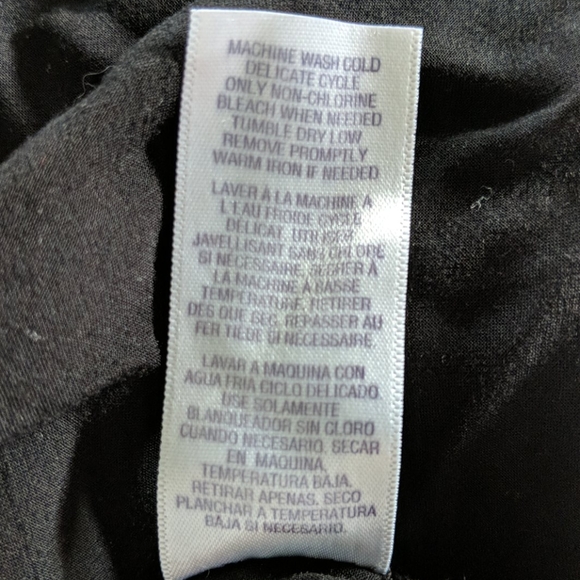 MACHINE WASH COLD
DELICATE CYCLE
ONLY NON-CHLORINE
BLEACH WHEN NEEDED
TUMBLE DRY LOW
REMOVE PROMPTLY
WARM IRON IF NEEDED
LAVER À LA MACHINE A
L'EAU FROIDE CYCLE
DELICAT. UTILISER
JAVELLISANT SANS CHLORE
SI NECESSAIRE. SECHER À
LA MACHINE À BASSE
TEMPERATURE. RETIRER
DES QUE SEC. REPASSER AU
FER TIEDE SI NECESSAIRE.
LAVAR A MAQUINA CON
AGUA FRIA CICLO DELICADO.
USE SOLAMENTE
BLANQUEADOR SIN CLORO
CUANDO NECESARIO. SECAR
EN MAQUINA,
TEMPERATURA BAJA.
RETIRAR APENAS. SECO
PLANCHAR A TEMPERATURA
BAJA SI NECESARIO.